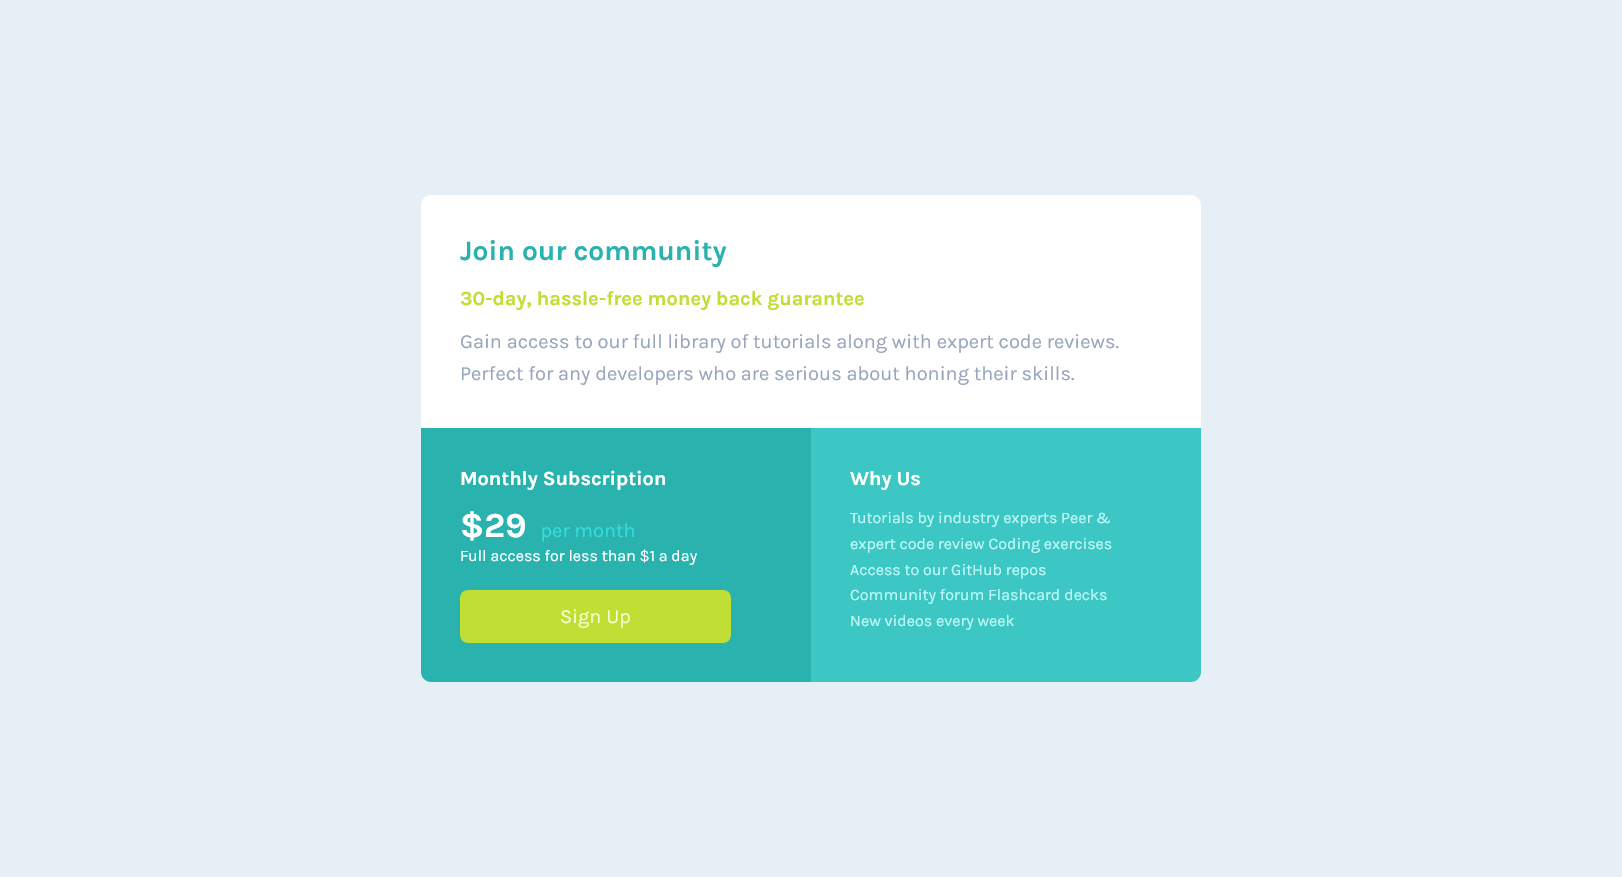 Join our community
30-day, hassle-free money back guarantee
Gain access to our full library of tutorials along with expert code reviews.
Perfect for any developers who are serious about honing their skills.
Monthly Subscription
$29 per month
Full access for less than $1 a day
Sign Up
Why Us
Tutorials by industry experts Peer &
expert code review Coding exercises
Access to our GitHub repos
Community forum Flashcard decks
New videos every week